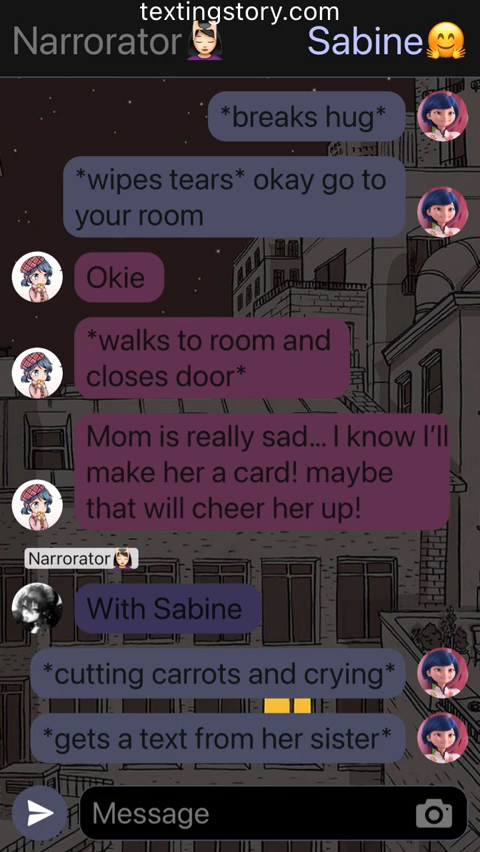 textingstory.com
Narrorator💆🏻‍♀️ Sabine🤗
*breaks hug*
*wipes tears* okay go to
your room
Okie
*walks to room and
closes door*
Mom is really sad... I know I’ll
make her a card! maybe
that will cheer her up!
Narrorator💆🏻‍♀️
With Sabine
*cutting carrots and crying*
*gets a text from her sister*
Message